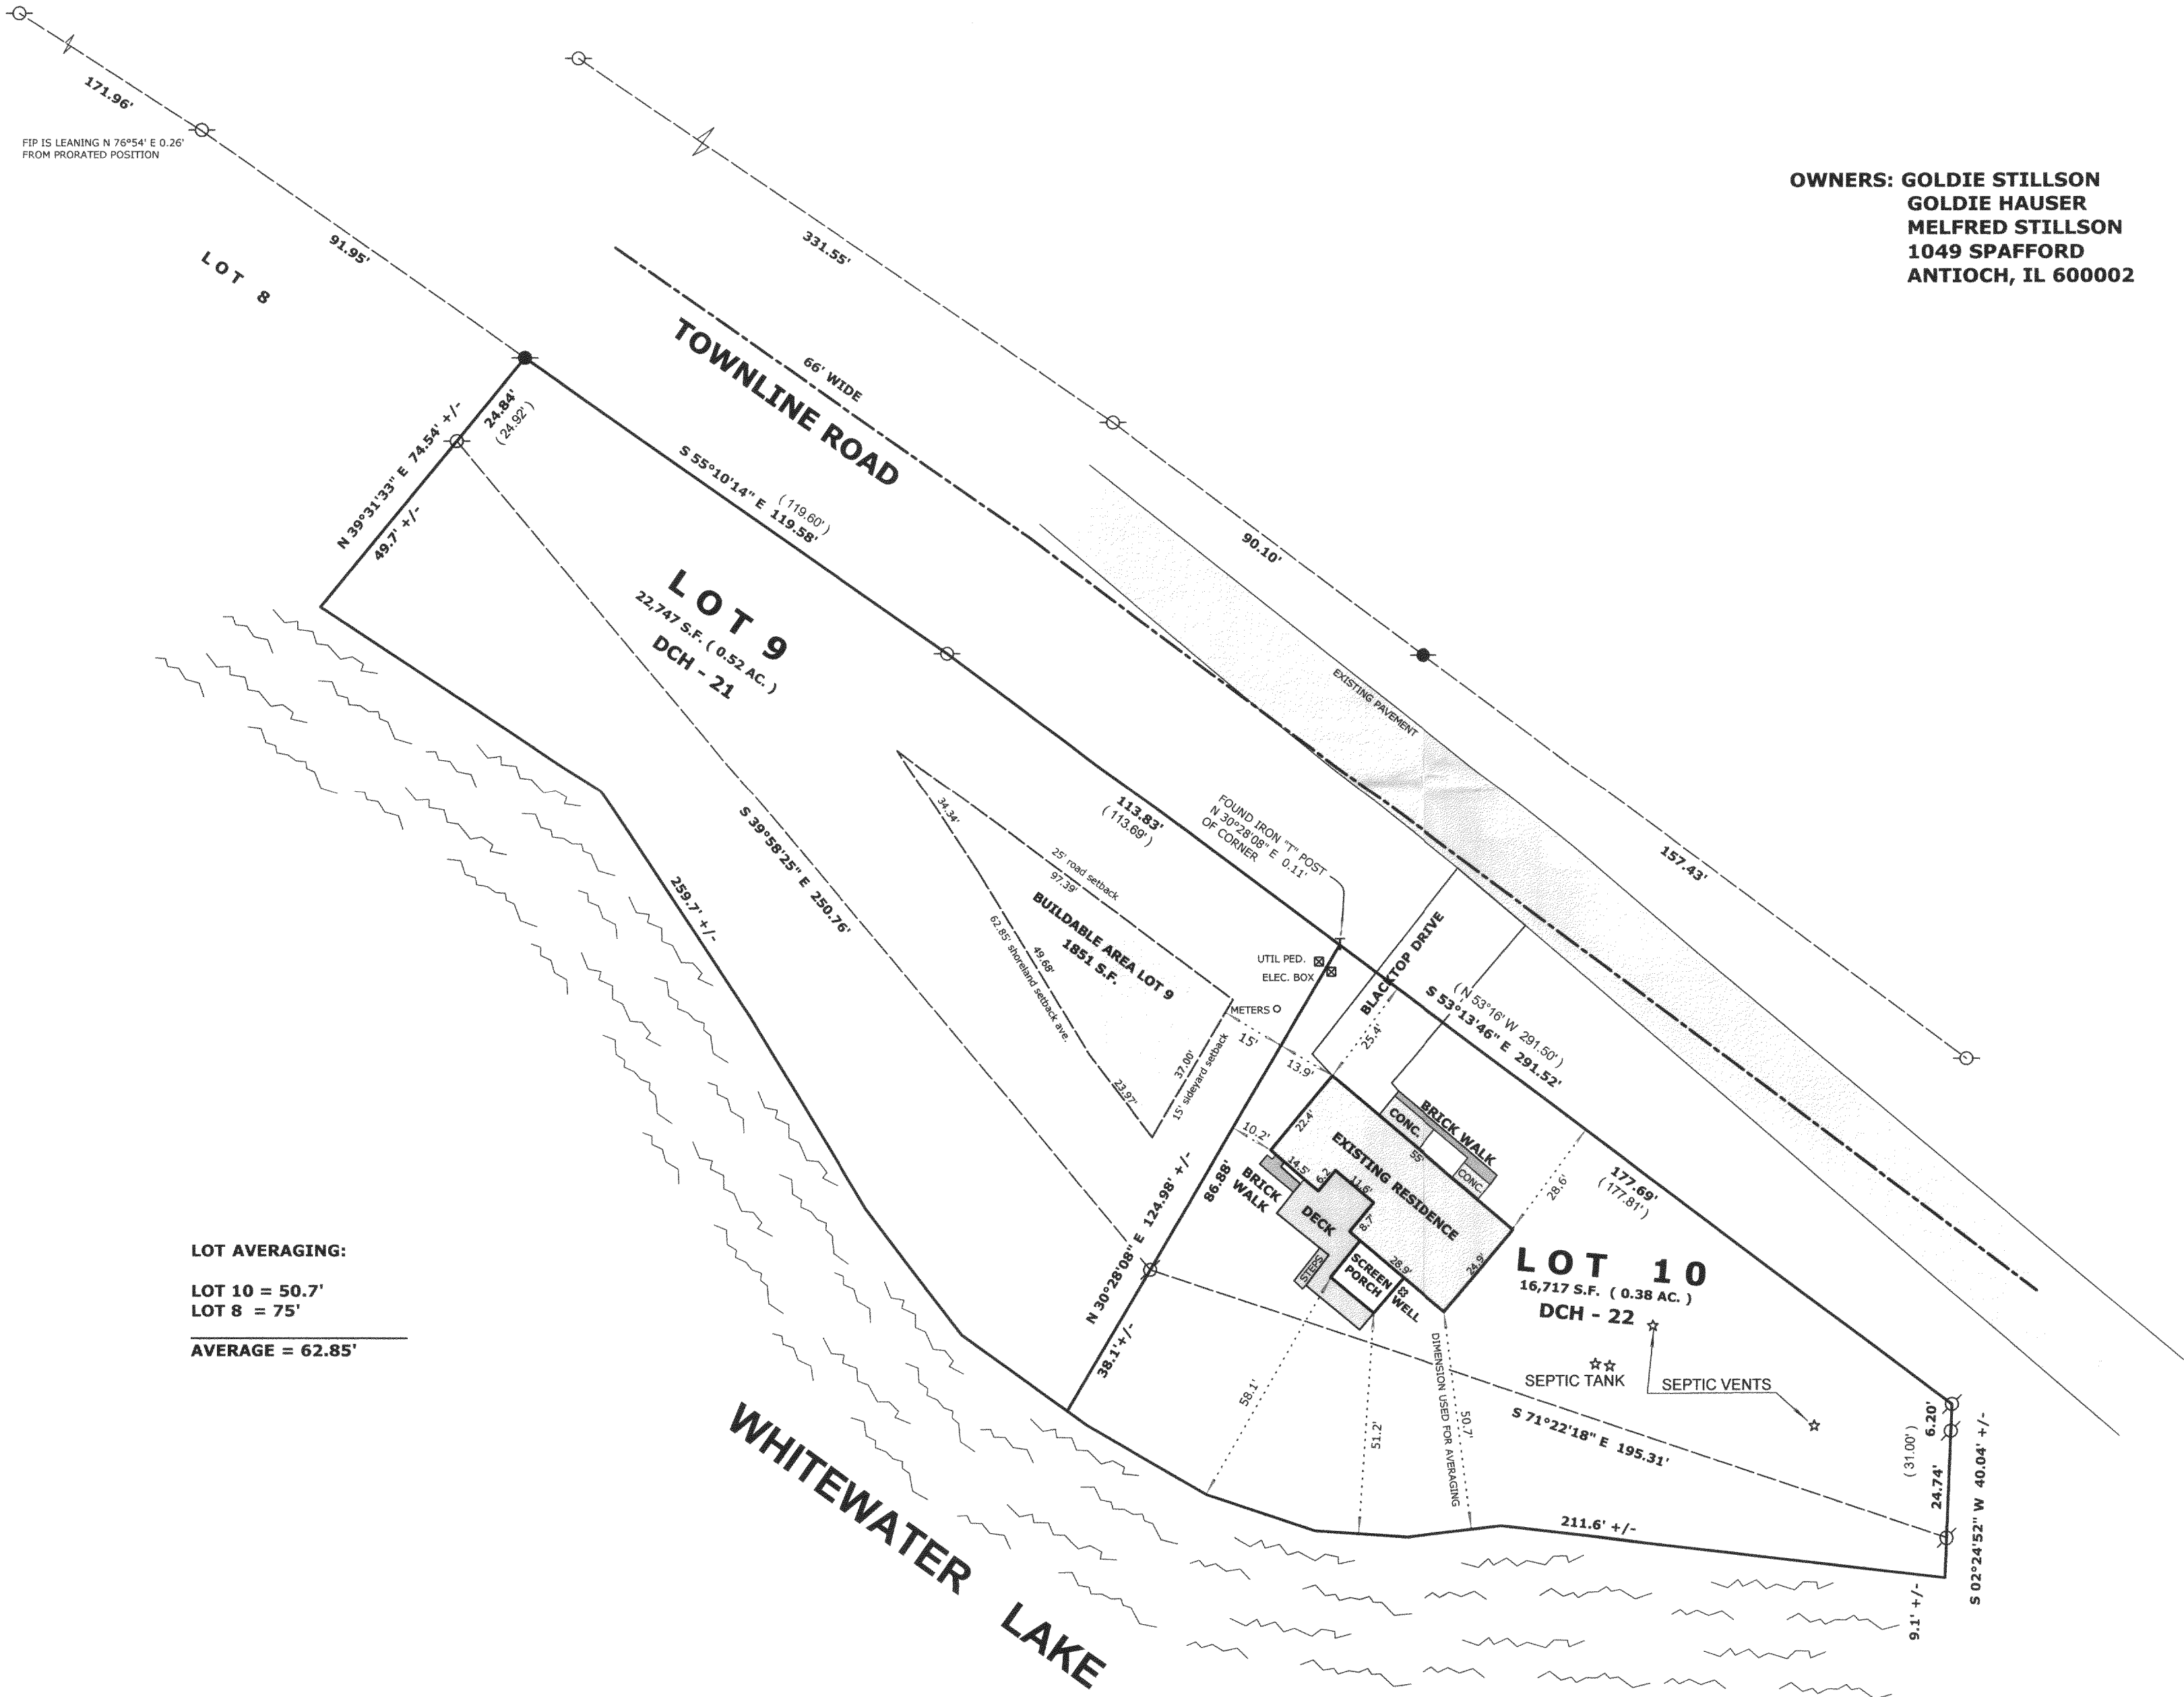 171.96'
FIP IS LEANING N 76°54' E 0.26'
FROM PRORATED POSITION
91.95'
LOT 8
331.55'
OWNERS: GOLDIE STILLSON
GOLDIE HAUSER
MELFRED STILLSON
1049 SPAFFORD
ANTIOCH, IL 600002
66' WIDE
TOWNLINE ROAD
90.10'
157.43'
EXISTING PAVEMENT
N 39°31'33" E 74.54' +/-
24.84'
( 24.92' )
49.7' +/-
S 55°10'14" E 119.58'
( 119.60' )
LOT 9
22,747 S.F. ( 0.52 AC. )
DCH - 21
S 39°58'25" E 250.76'
259.7' +/-
113.83'
( 113.69' )
FOUND IRON "T" POST
N 30°28'08" E 0.11'
OF CORNER
T
34.34'
25' road setback
97.39'
BUILDABLE AREA LOT 9
1851 S.F.
49.68'
62.85' shoreland setback ave.
23.97'
37.00'
15' sideyard setback
UTIL PED.
ELEC. BOX
METERS
15'
13.9'
10.2'
BLACKTOP DRIVE
25.4'
( N 53°16' W 291.50' )
S 53°13'46" E 291.52'
BRICK WALK
CONC.
CONC.
55'
EXISTING RESIDENCE
22.4'
14.5'
6.2'
11.6'
8.7'
28.9'
24.9'
28.6'
BRICK
WALK
DECK
STEPS
SCREEN
PORCH
WELL
177.69'
( 177.81' )
N 30°28'08" E 124.98' +/-
86.88'
38.1'+/-
LOT 10
16,717 S.F. ( 0.38 AC. )
DCH - 22
SEPTIC TANK
SEPTIC VENTS
58.1'
51.2'
50.7'
DIMENSION USED FOR AVERAGING
S 71°22'18" E 195.31'
211.6' +/-
6.20'
( 31.00' )
24.74'
S 02°24'52" W 40.04' +/-
9.1' +/-
LOT AVERAGING:
LOT 10 = 50.7'
LOT 8 = 75'
AVERAGE = 62.85'
WHITEWATER LAKE